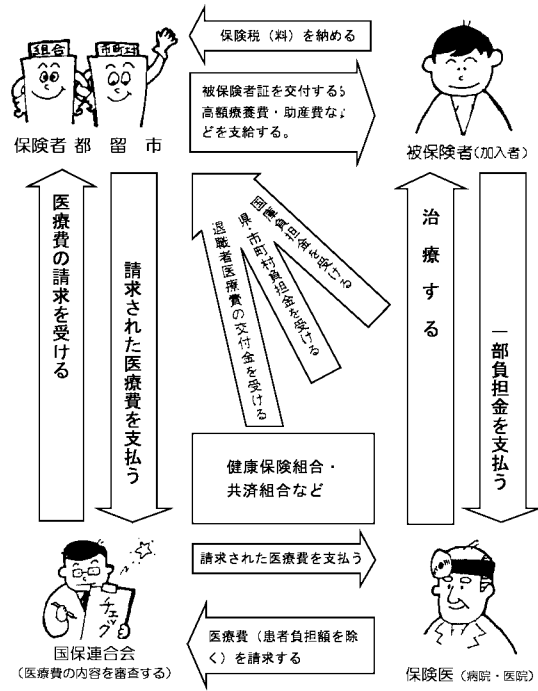 組合
市町村
保険税（料）を納める
被保険者証を交付する。
高額療養費・助産費な
どを支給する。
保険者 都 留 市
被保険者（加入者）
医療費の請求を受ける
請求された医療費を支払う
退職者医療費の交付金を受ける
県・市町村負担金を受ける
国庫負担金を受ける
治療する
一部負担金を支払う
健康保険組合・
共済組合など
請求された医療費を支払う
チェック
国保連合会
（医療費の内容を審査する）
医療費（患者負担額を除
く）を請求する
保険医（病院・医院）